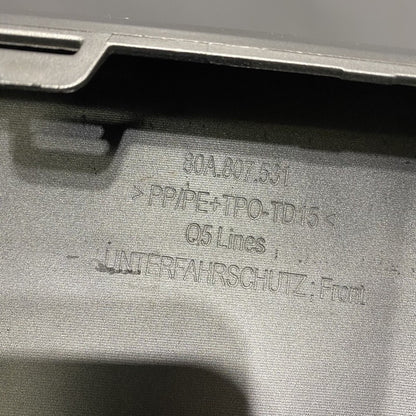 80A.807.531
>PP/PE+TPO-TD15<
Q5 Lines
UNTERFAHRSCHUTZ; Front